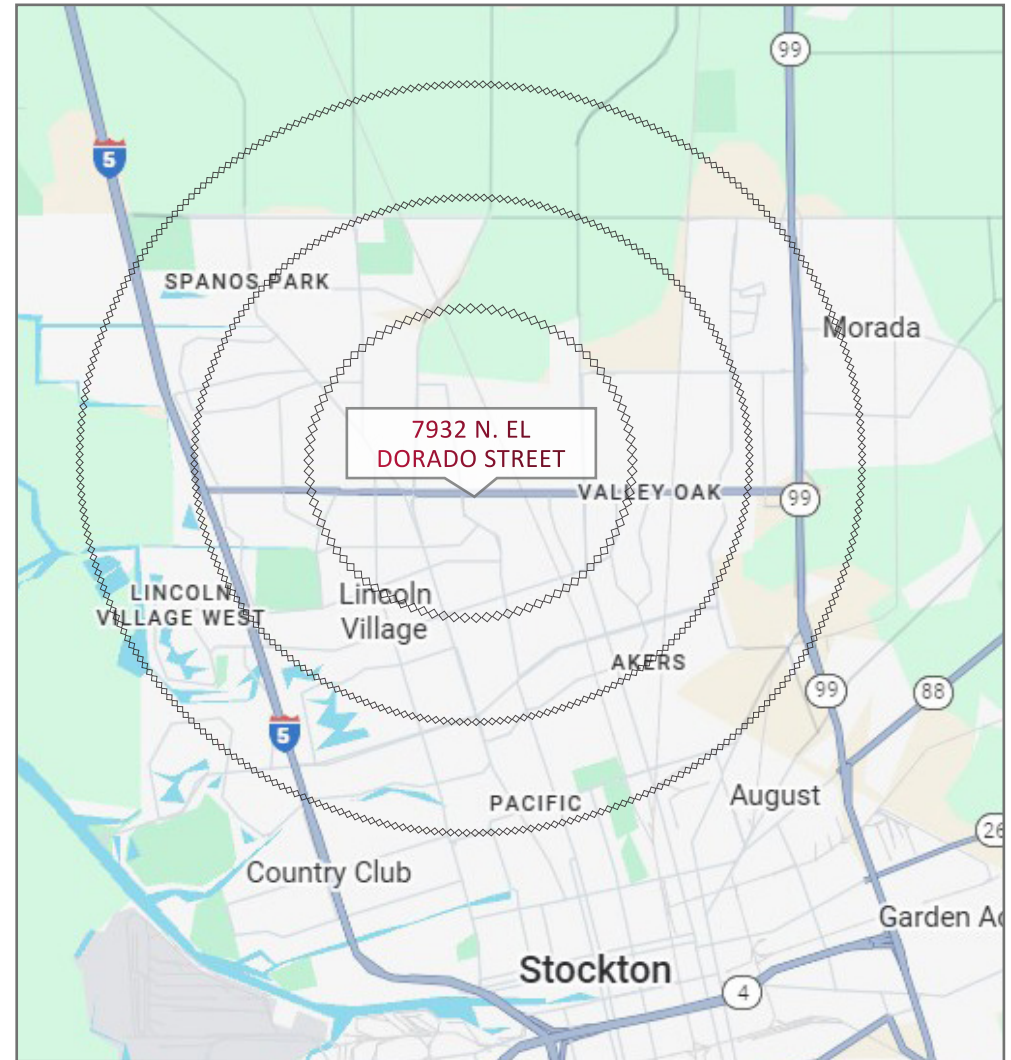 99
5
SPANOS PARK
Morada
7932 N. EL
DORADO STREET
VALLEY OAK
99
LINCOLN
VILLAGE WEST
Lincoln
Village
AKERS
99
88
5
August
PACIFIC
26
Country Club
Garden Ac
Stockton
4